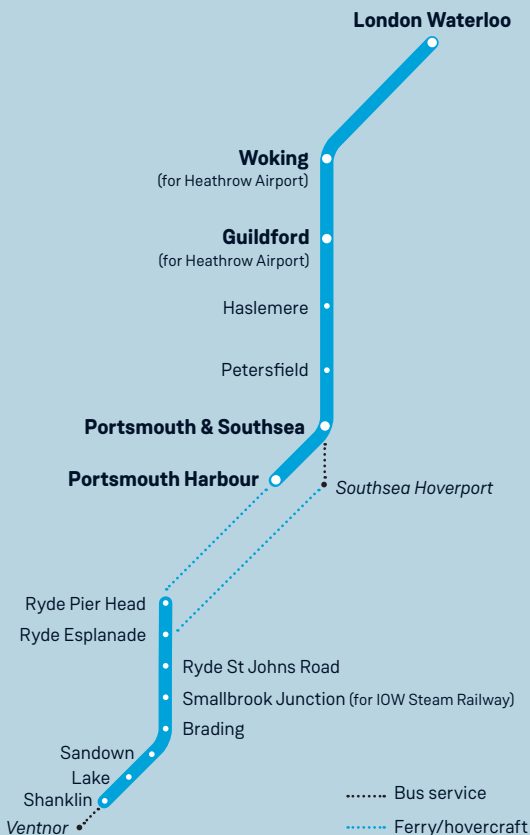 London Waterloo
Woking
(for Heathrow Airport)
Guildford
(for Heathrow Airport)
Haslemere
Petersfield
Portsmouth & Southsea
Portsmouth Harbour
Southsea Hoverport
Ryde Pier Head
Ryde Esplanade
Ryde St Johns Road
Smallbrook Junction (for IOW Steam Railway)
Brading
Sandown
Lake
Shanklin
Ventnor
Bus service
Ferry/hovercraft